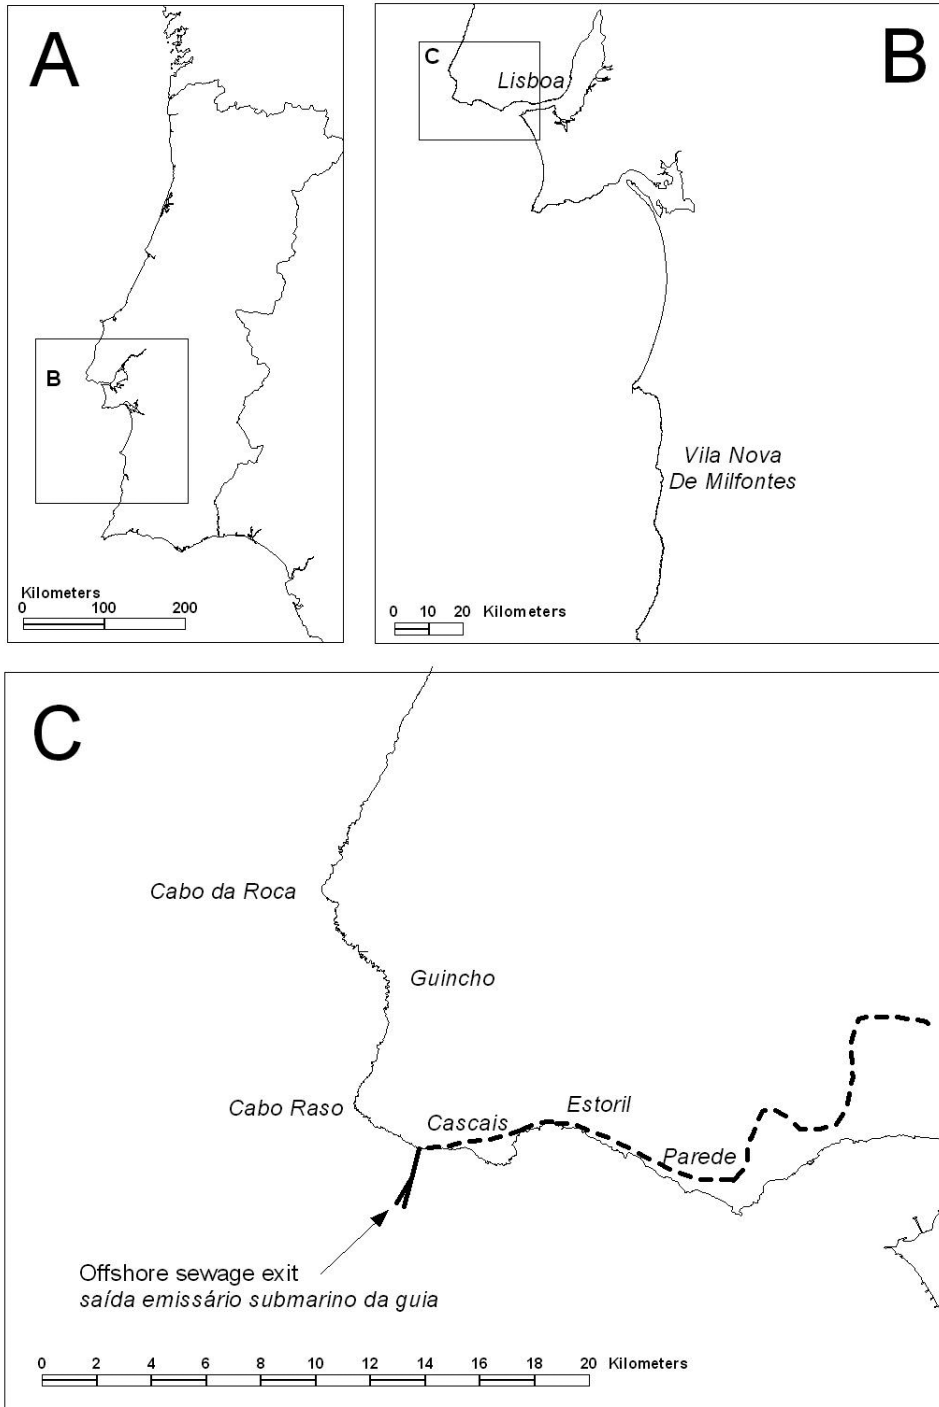 A
B
Kilometers
0 100 200
B
C
Lisboa
Vila Nova
De Milfontes
0 10 20 Kilometers
C
Cabo da Roca
Guincho
Cabo Raso
Cascais
Estoril
Parede
Offshore sewage exit
saída emissário submarino da guia
0 2 4 6 8 10 12 14 16 18 20 Kilometers